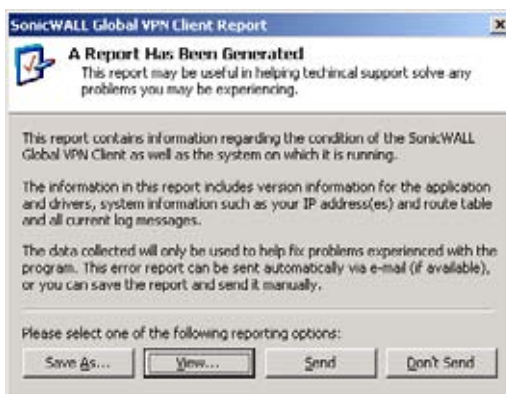 SonicWALL Global VPN Client Report
A Report Has Been Generated
This report may be useful in helping techincal support solve any
problems you may be experiencing.
This report contains information regarding the condition of the SonicWALL
Global VPN Client as well as the system on which it is running.
The information in this report includes version information for the application
and drivers, system information such as your IP address(es) and route table
and all current log messages.
The data collected will only be used to help fix problems experienced with the
program. This error report can be sent automatically via e-mail (if available),
or you can save the report and send it manually.
Please select one of the following reporting options:
Save As... View... Send Don't Send